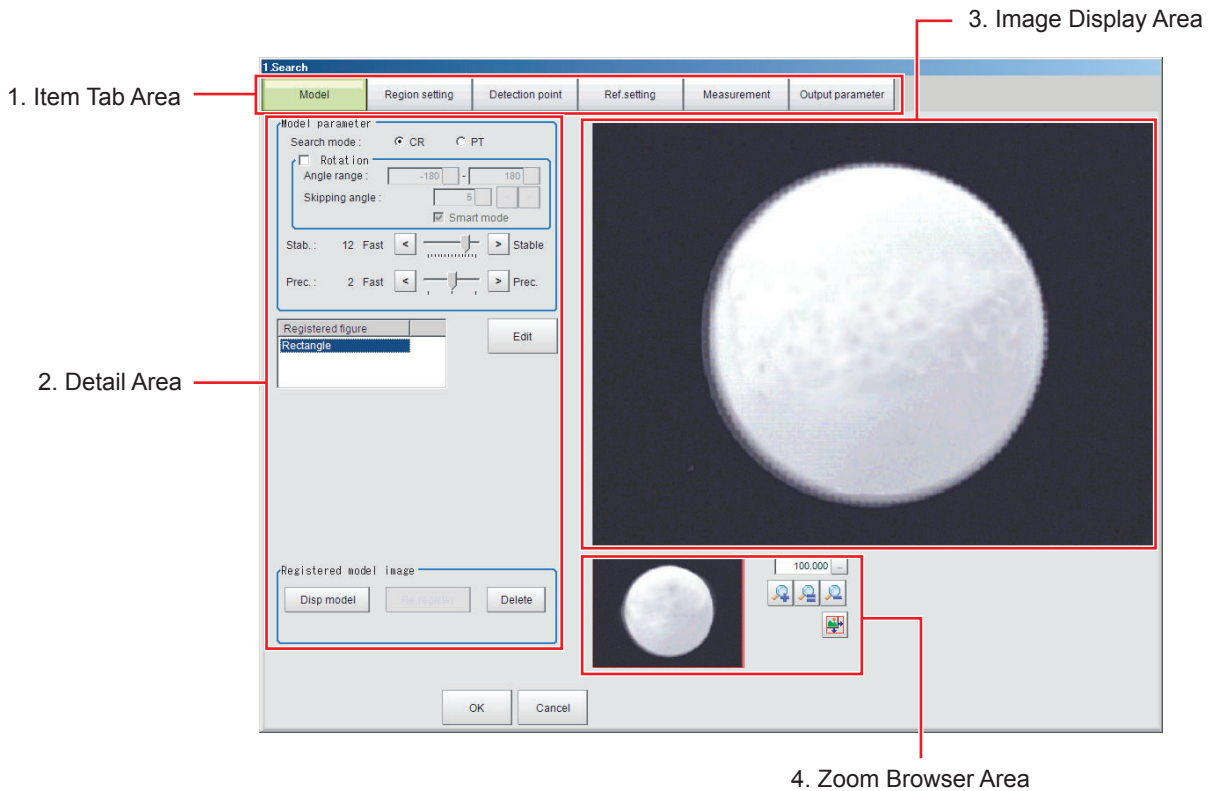 3. Image Display Area
1.Search
1. Item Tab Area
Model Region setting Detection point Ref.setting Measurement Output parameter
Model parameter
Search mode : CR PT
Rotation
Angle range : -180 - 180
Skipping angle : 5
Smart mode
Stab. : 12 Fast < > Stable
Prec. : 2 Fast < > Prec.
Registered figure
Rectangle
Edit
2. Detail Area
Registered model image
Disp model Re-register Delete
100.000 ...
OK Cancel
4. Zoom Browser Area